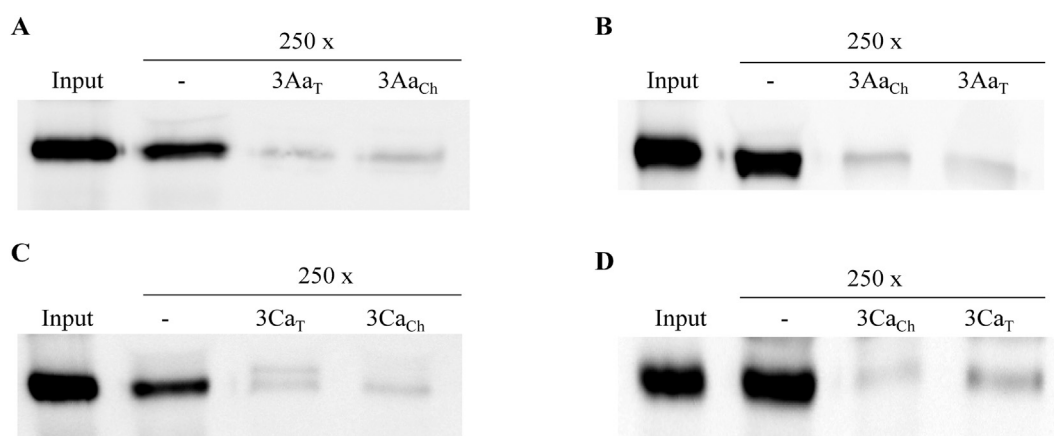 A
250 x
Input - 3Aa_T 3Aa_Ch
B
250 x
Input - 3Aa_Ch 3Aa_T
C
250 x
Input - 3Ca_T 3Ca_Ch
D
250 x
Input - 3Ca_Ch 3Ca_T